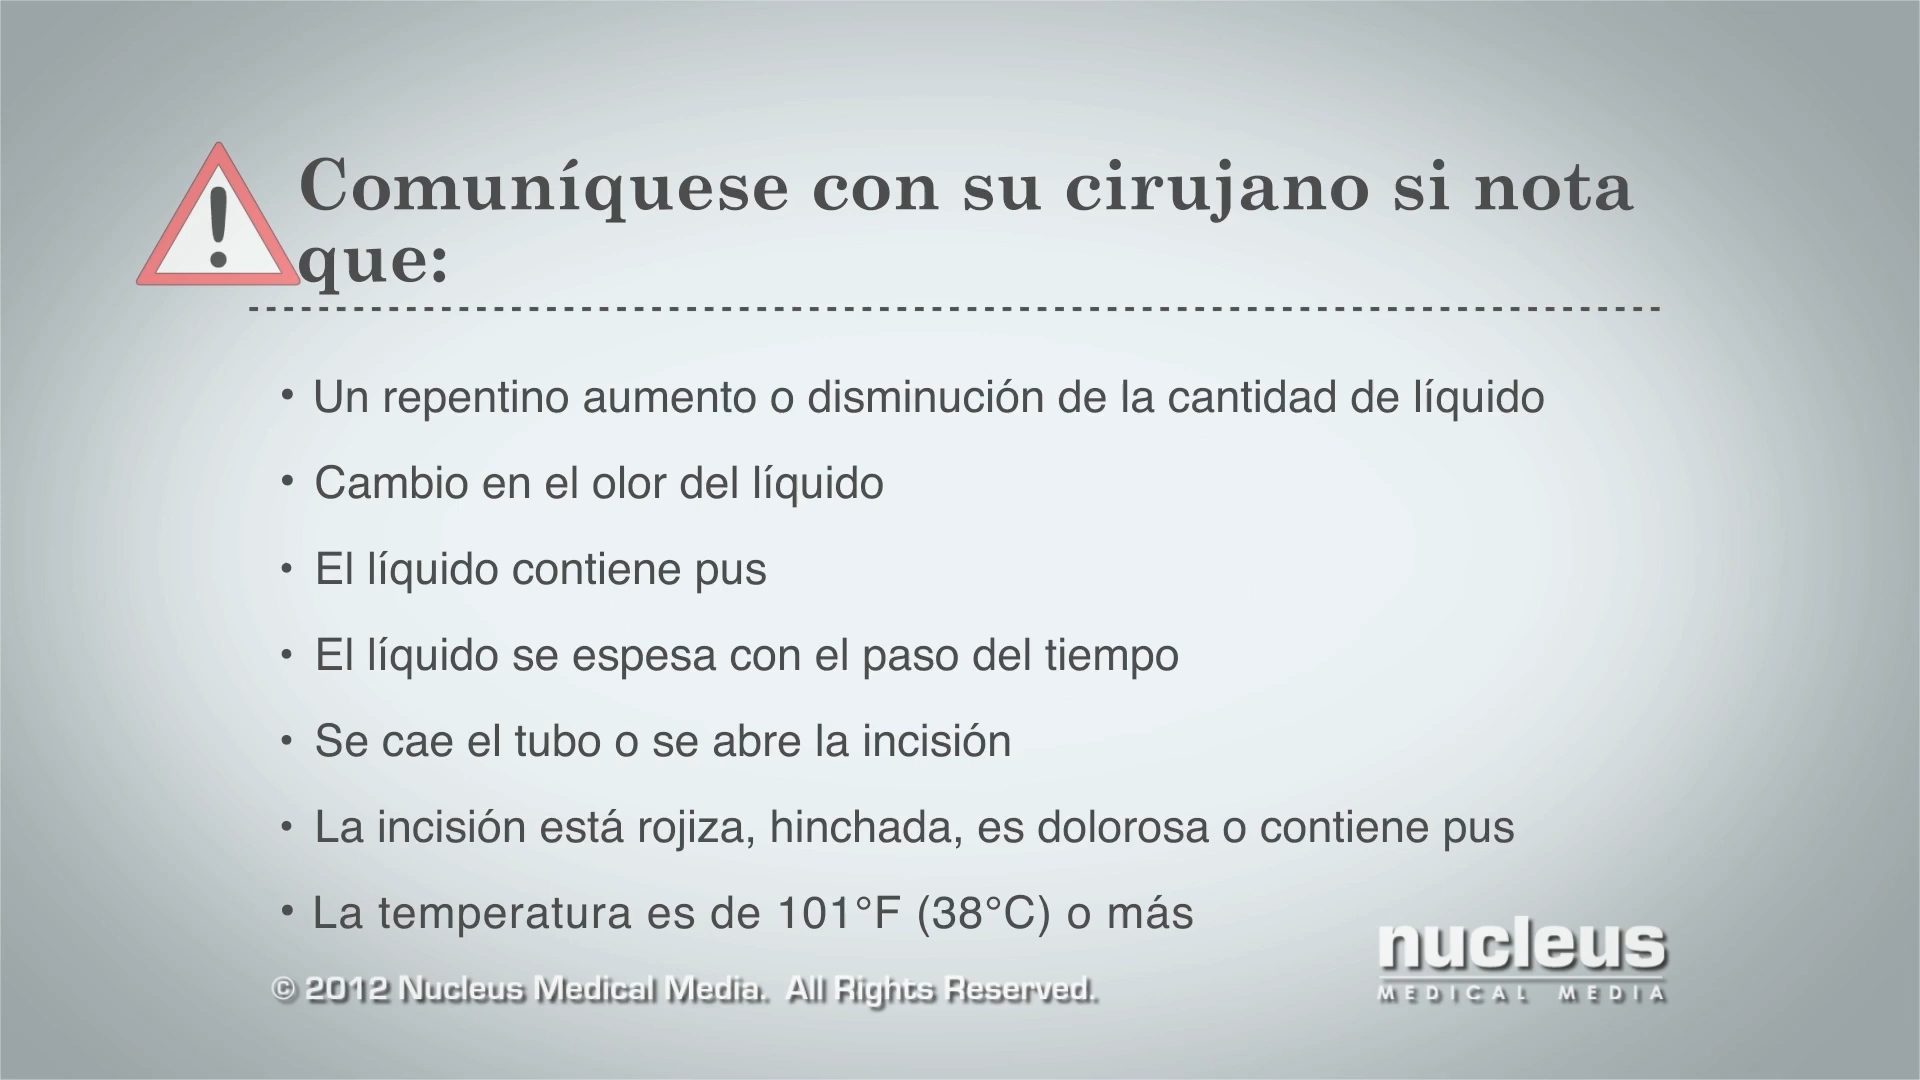 Comuníquese con su cirujano si nota
que:
• Un repentino aumento o disminución de la cantidad de líquido
• Cambio en el olor del líquido
• El líquido contiene pus
• El líquido se espesa con el paso del tiempo
• Se cae el tubo o se abre la incisión
• La incisión está rojiza, hinchada, es dolorosa o contiene pus
• La temperatura es de 101°F (38°C) o más
nucleus
MEDICAL MEDIA
© 2012 Nucleus Medical Media. All Rights Reserved.